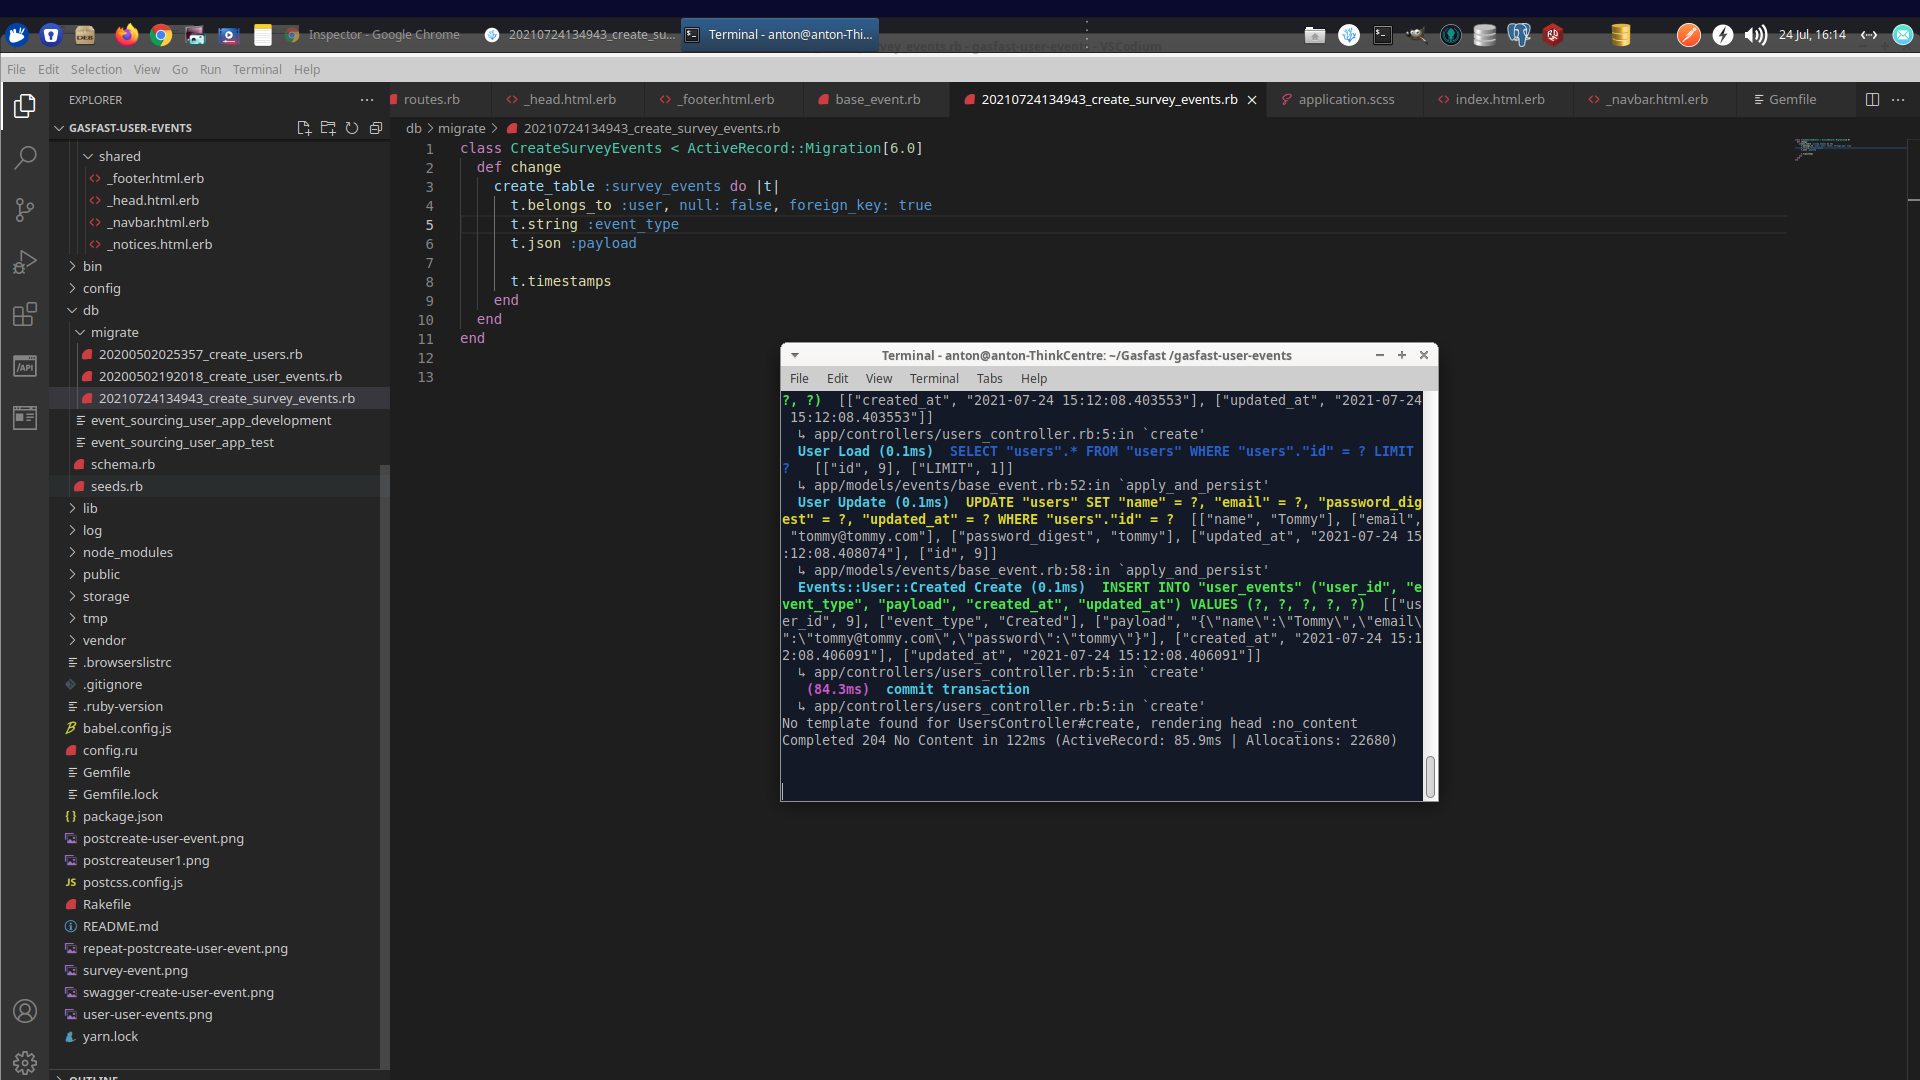 Inspector - Google Chrome
20210724134943_create_su...
Terminal - anton@anton-Thi...
24 Jul, 16:14
File Edit Selection View Go Run Terminal Help
EXPLORER
GASFAST-USER-EVENTS
shared
_footer.html.erb
_head.html.erb
_navbar.html.erb
_notices.html.erb
bin
config
db
migrate
20200502025357_create_users.rb
20200502192018_create_user_events.rb
20210724134943_create_survey_events.rb
event_sourcing_user_app_development
event_sourcing_user_app_test
schema.rb
seeds.rb
lib
log
node_modules
public
storage
tmp
vendor
.browserslistrc
.gitignore
.ruby-version
babel.config.js
config.ru
Gemfile
Gemfile.lock
package.json
postcreate-user-event.png
postcreateuser1.png
postcss.config.js
Rakefile
README.md
repeat-postcreate-user-event.png
survey-event.png
swagger-create-user-event.png
user-user-events.png
yarn.lock
OUTLINE
routes.rb
_head.html.erb
_footer.html.erb
base_event.rb
20210724134943_create_survey_events.rb
application.scss
index.html.erb
_navbar.html.erb
Gemfile
db > migrate > 20210724134943_create_survey_events.rb
1 class CreateSurveyEvents < ActiveRecord::Migration[6.0]
2 def change
3 create_table :survey_events do |t|
4 t.belongs_to :user, null: false, foreign_key: true
5 t.string :event_type
6 t.json :payload
7
8 t.timestamps
9 end
10 end
11 end
12
13
Terminal - anton@anton-ThinkCentre: ~/Gasfast /gasfast-user-events
File Edit View Terminal Tabs Help
?, ?) [["created_at", "2021-07-24 15:12:08.403553"], ["updated_at", "2021-07-24
15:12:08.403553"]]
↳ app/controllers/users_controller.rb:5:in `create'
User Load (0.1ms) SELECT "users".* FROM "users" WHERE "users"."id" = ? LIMIT
? [["id", 9], ["LIMIT", 1]]
↳ app/models/events/base_event.rb:52:in `apply_and_persist'
User Update (0.1ms) UPDATE "users" SET "name" = ?, "email" = ?, "password_dig
est" = ?, "updated_at" = ? WHERE "users"."id" = ? [["name", "Tommy"], ["email",
"tommy@tommy.com"], ["password_digest", "tommy"], ["updated_at", "2021-07-24 15
:12:08.408074"], ["id", 9]]
↳ app/models/events/base_event.rb:58:in `apply_and_persist'
Events::User::Created Create (0.1ms) INSERT INTO "user_events" ("user_id", "e
vent_type", "payload", "created_at", "updated_at") VALUES (?, ?, ?, ?, ?) [["us
er_id", 9], ["event_type", "Created"], ["payload", "{\"name\":\"Tommy\",\"email\
":\"tommy@tommy.com\",\"password\":\"tommy\"}"], ["created_at", "2021-07-24 15:1
2:08.406091"], ["updated_at", "2021-07-24 15:12:08.406091"]]
↳ app/controllers/users_controller.rb:5:in `create'
(84.3ms) commit transaction
↳ app/controllers/users_controller.rb:5:in `create'
No template found for UsersController#create, rendering head :no_content
Completed 204 No Content in 122ms (ActiveRecord: 85.9ms | Allocations: 22680)